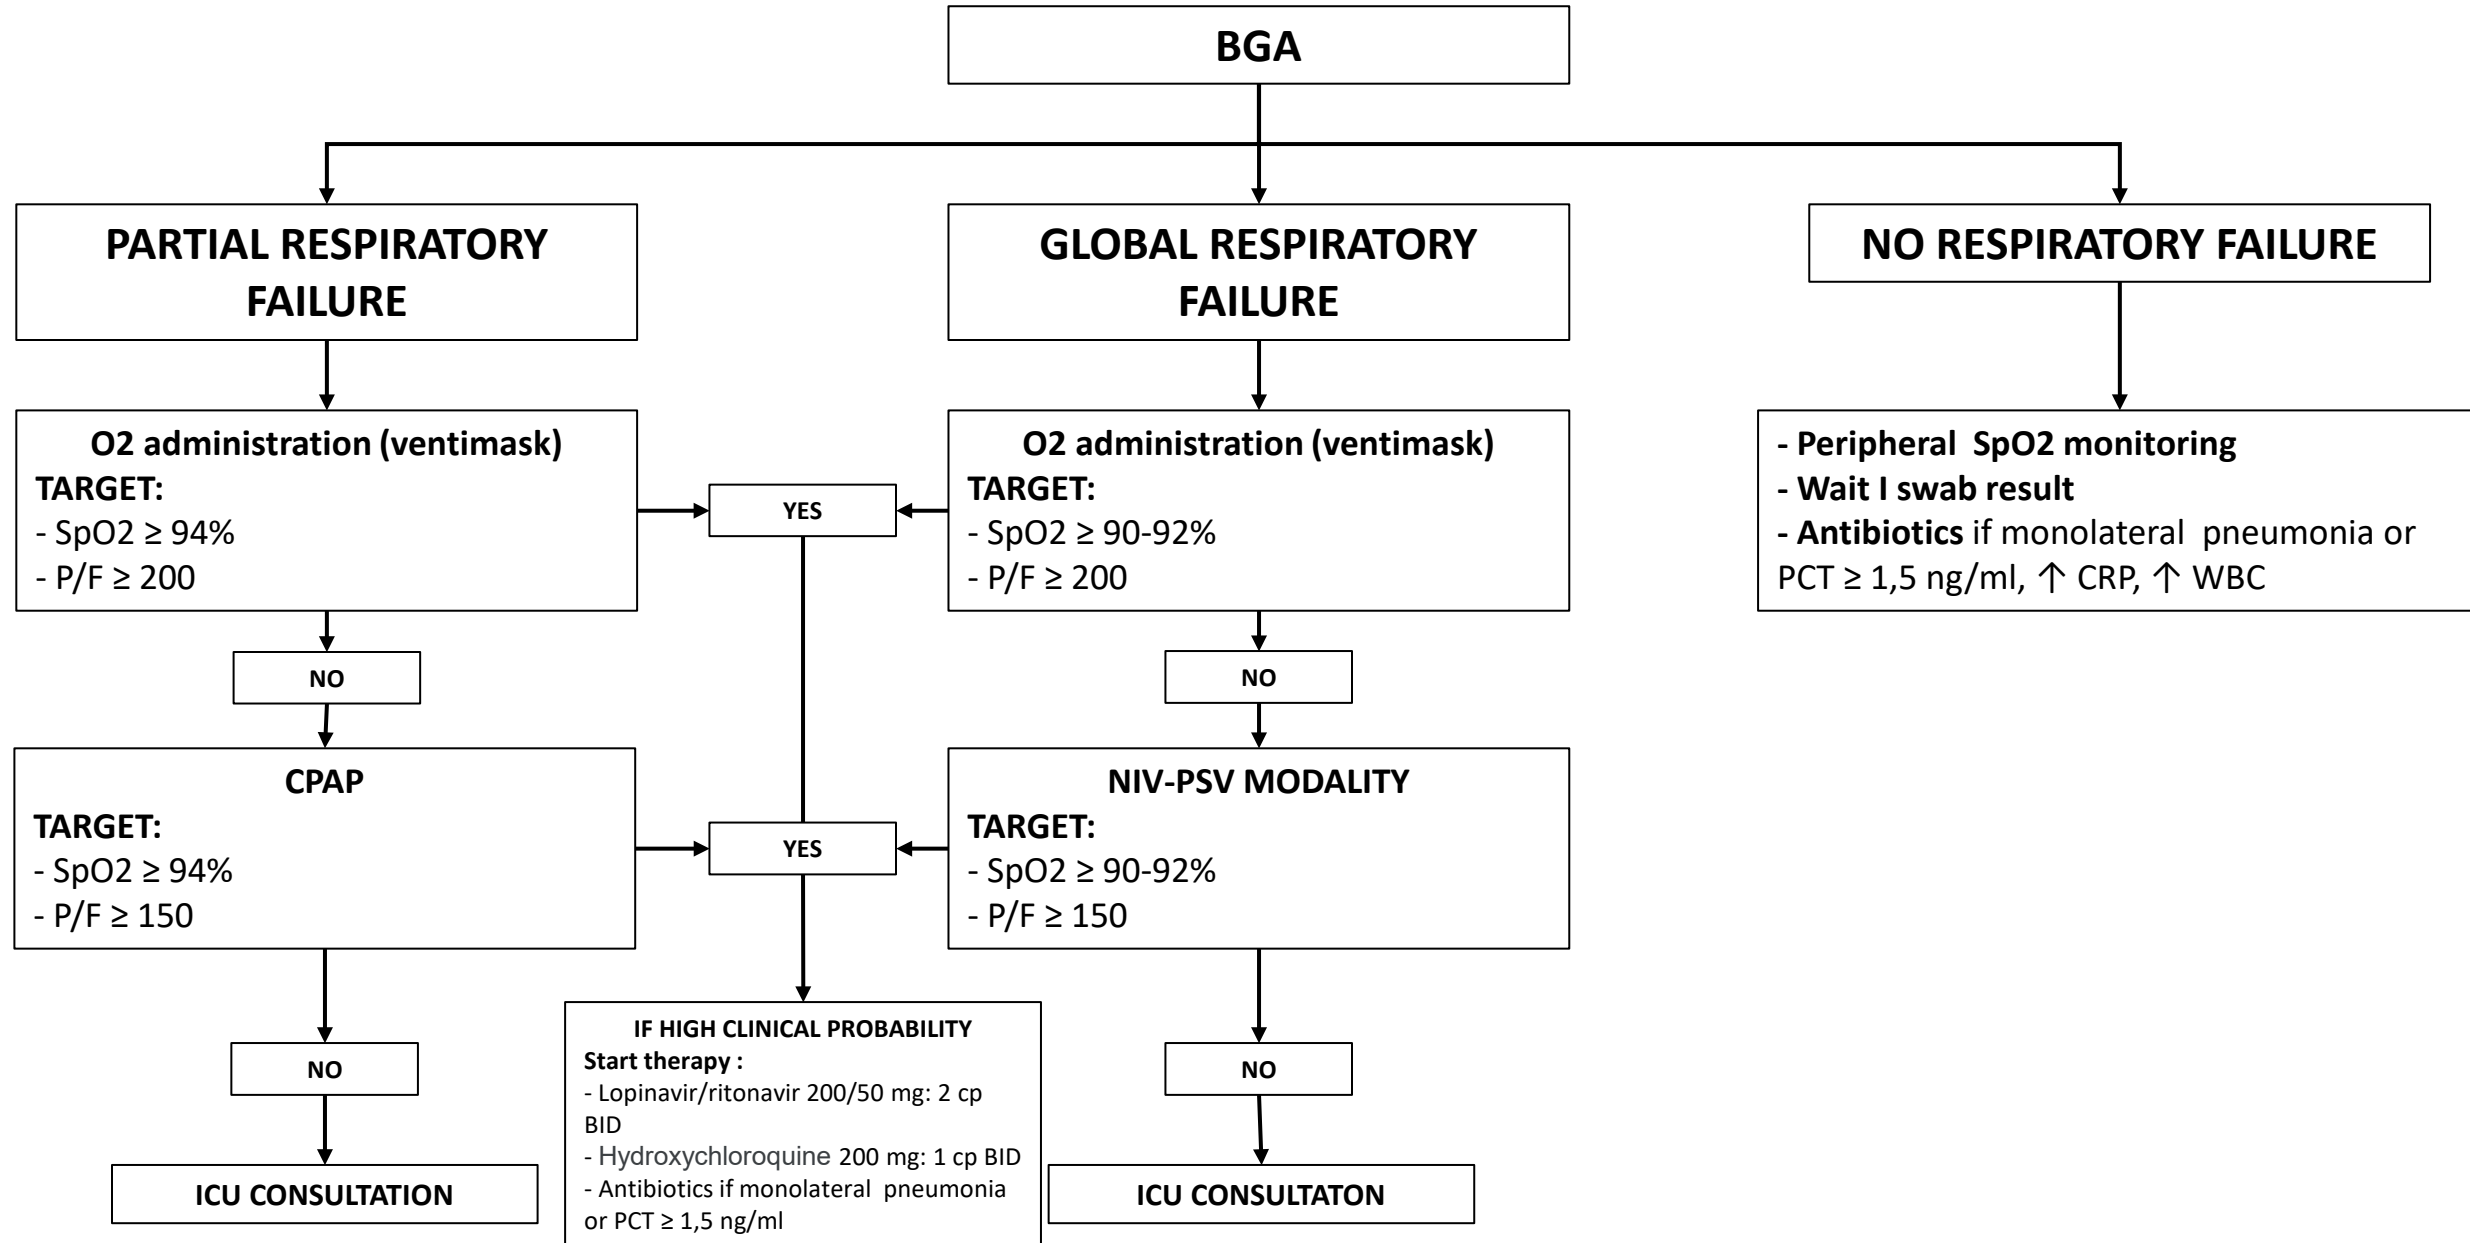 BGA
PARTIAL RESPIRATORY
FAILURE
GLOBAL RESPIRATORY
FAILURE
NO RESPIRATORY FAILURE
O2 administration (ventimask)
TARGET:
- SpO2 ≥ 94%
- P/F ≥ 200
YES
O2 administration (ventimask)
TARGET:
- SpO2 ≥ 90-92%
- P/F ≥ 200
- Peripheral SpO2 monitoring
- Wait I swab result
- Antibiotics if monolateral pneumonia or
PCT ≥ 1,5 ng/ml, ↑ CRP, ↑ WBC
NO
NO
CPAP
TARGET:
- SpO2 ≥ 94%
- P/F ≥ 150
YES
NIV-PSV MODALITY
TARGET:
- SpO2 ≥ 90-92%
- P/F ≥ 150
NO
IF HIGH CLINICAL PROBABILITY
Start therapy :
- Lopinavir/ritonavir 200/50 mg: 2 cp
BID
- Hydroxychloroquine 200 mg: 1 cp BID
- Antibiotics if monolateral pneumonia
or PCT ≥ 1,5 ng/ml
NO
ICU CONSULTATION
ICU CONSULTATON